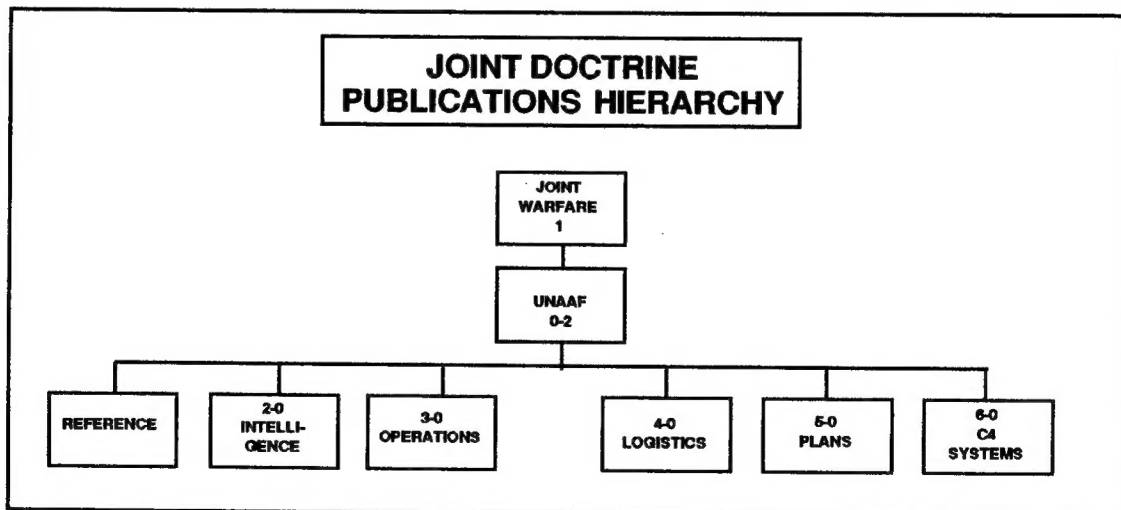 JOINT DOCTRINE
PUBLICATIONS HIERARCHY
JOINT
WARFARE
1
UNAAF
0-2
REFERENCE
2-0
INTELLI-
GENCE
3-0
OPERATIONS
4-0
LOGISTICS
5-0
PLANS
6-0
C4
SYSTEMS